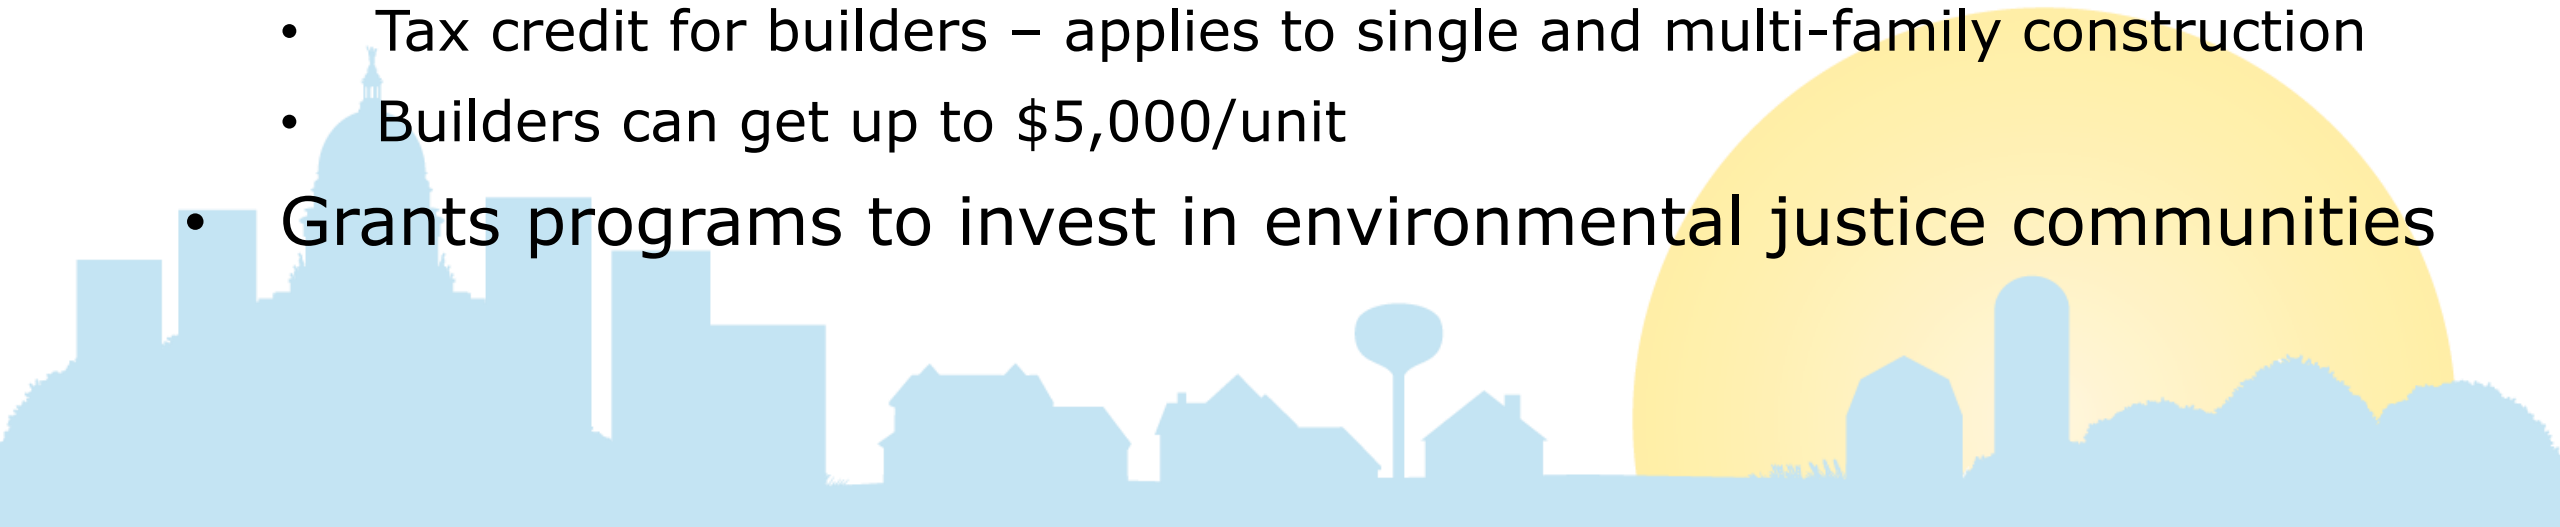 • Tax credit for builders – applies to single and multi-family construction
• Builders can get up to $5,000/unit
• Grants programs to invest in environmental justice communities